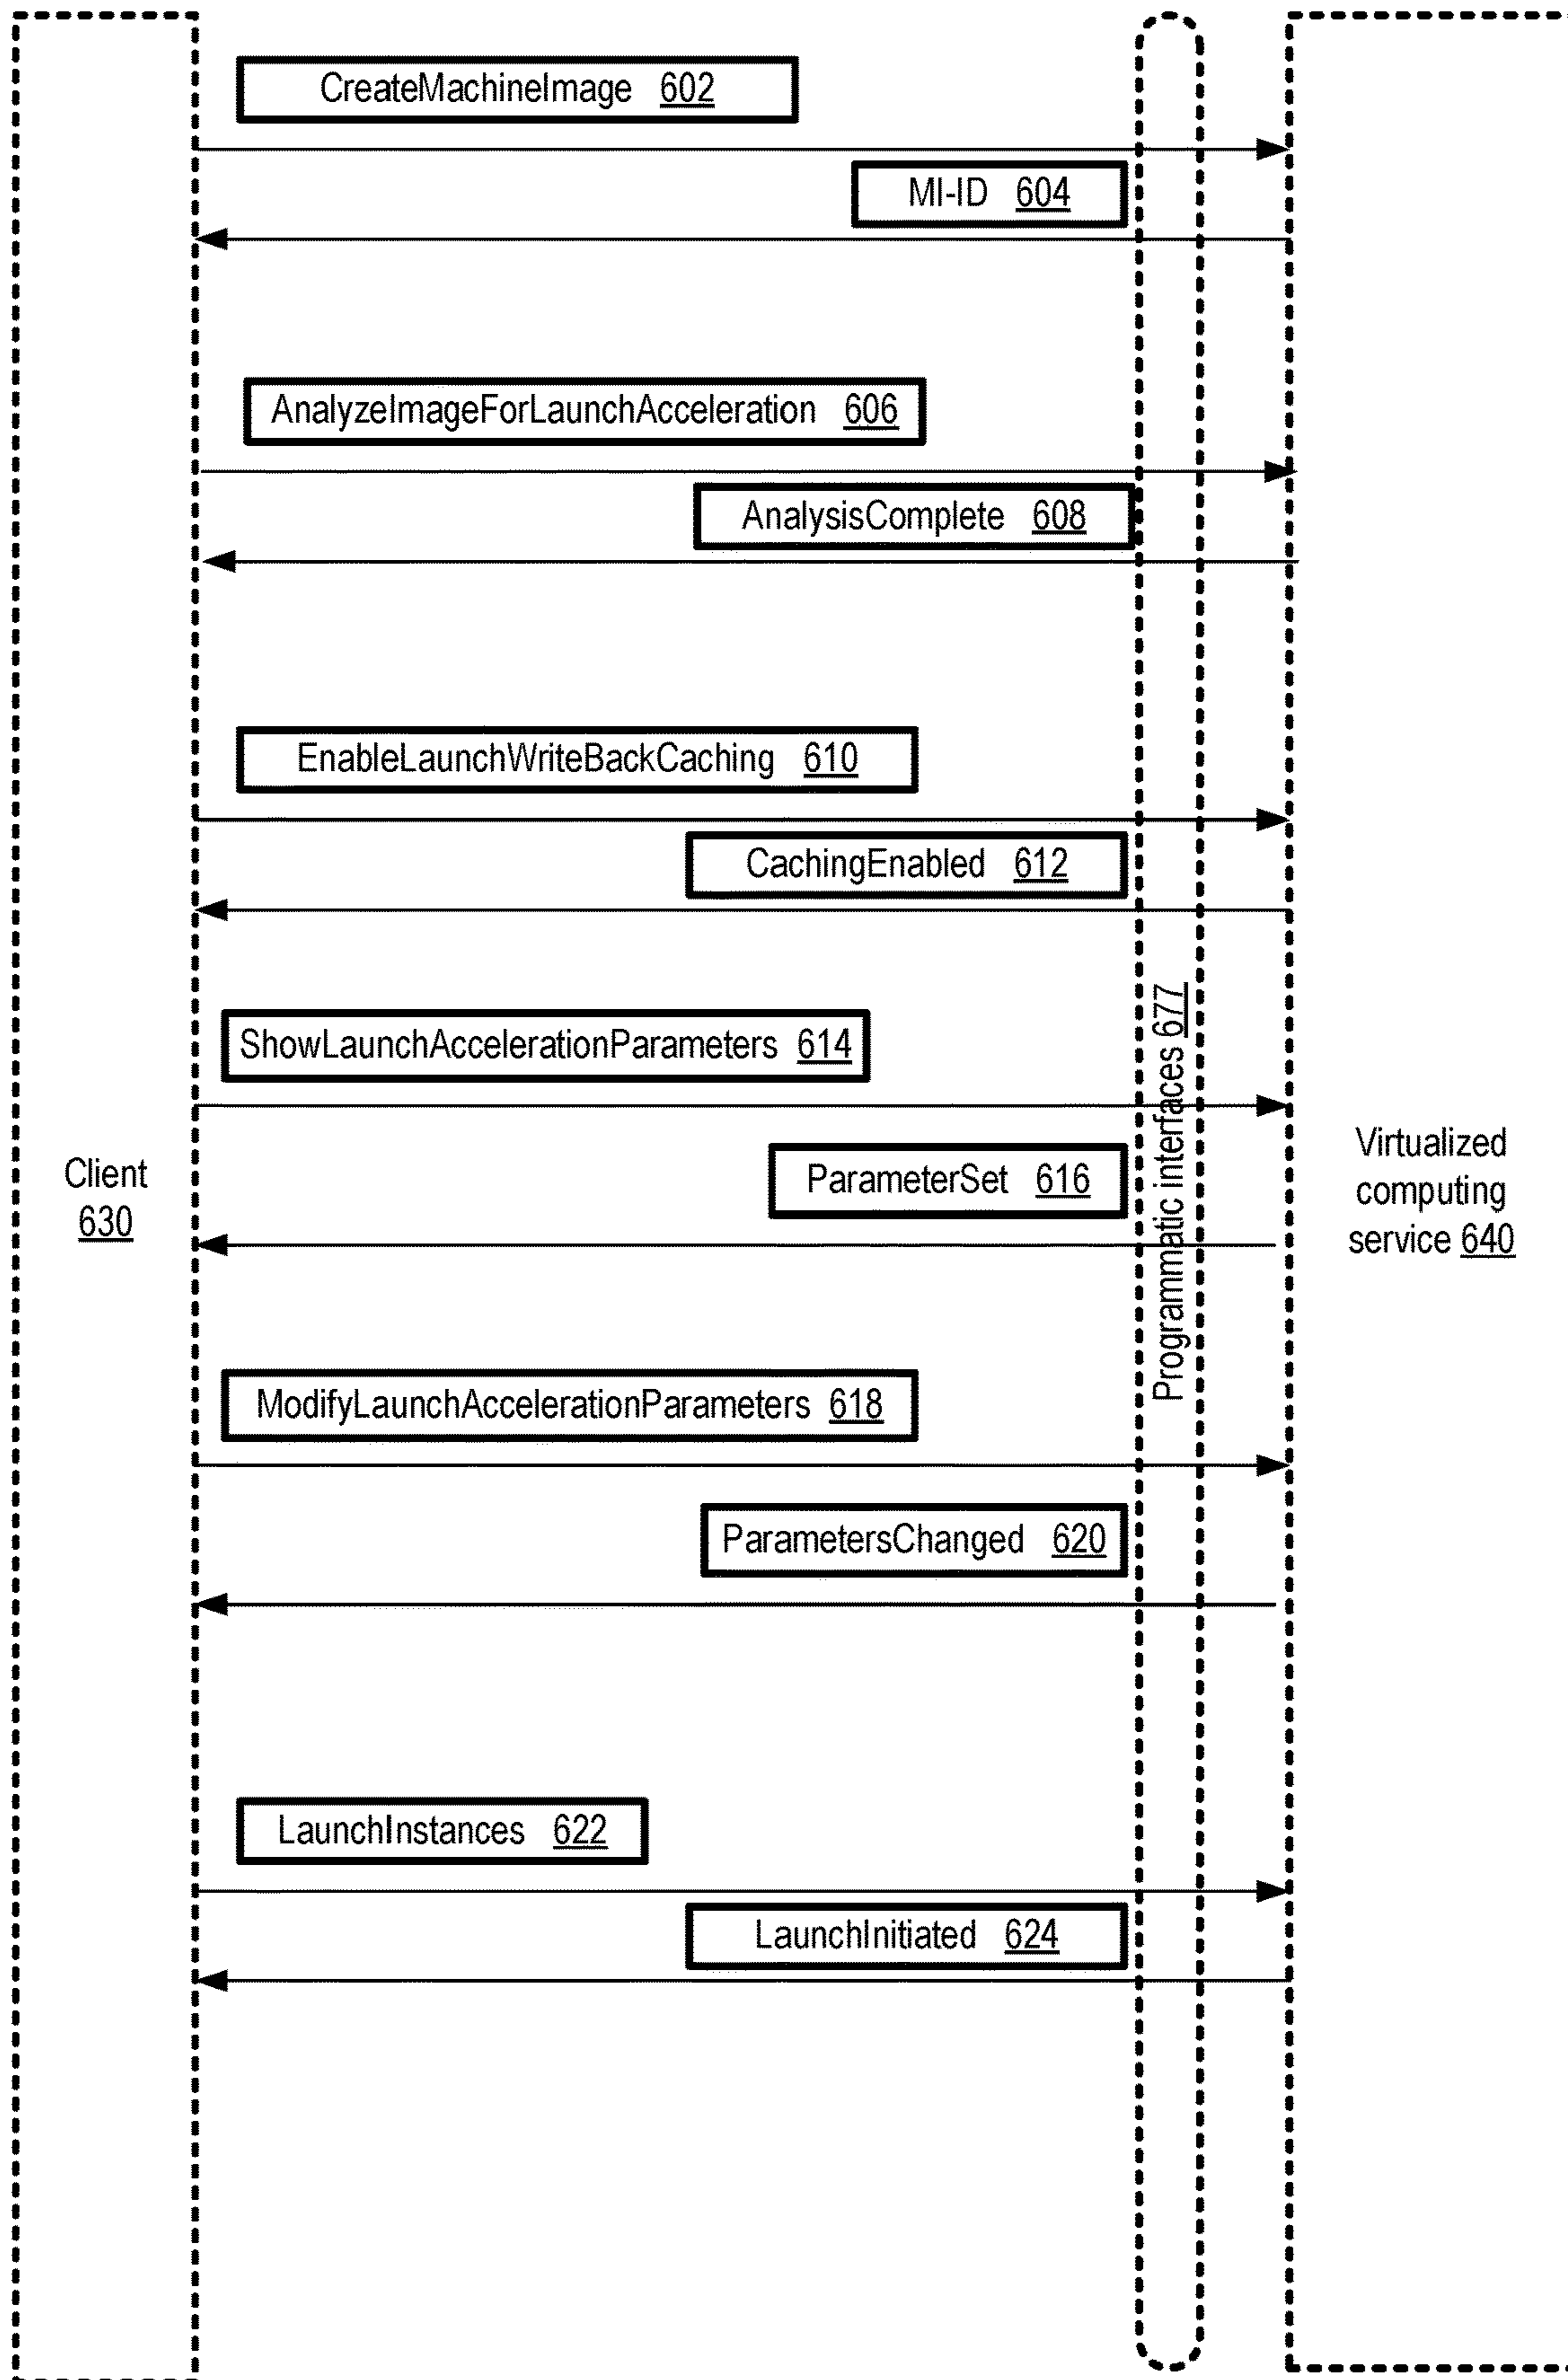 CreateMachineImage 602
MI-ID 604
AnalyzeImageForLaunchAcceleration 606
AnalysisComplete 608
EnableLaunchWriteBackCaching 610
CachingEnabled 612
ShowLaunchAccelerationParameters 614
ParameterSet 616
Client
630
Programmatic interfaces 677
Virtualized
computing
service 640
ModifyLaunchAccelerationParameters 618
ParametersChanged 620
LaunchInstances 622
LaunchInitiated 624